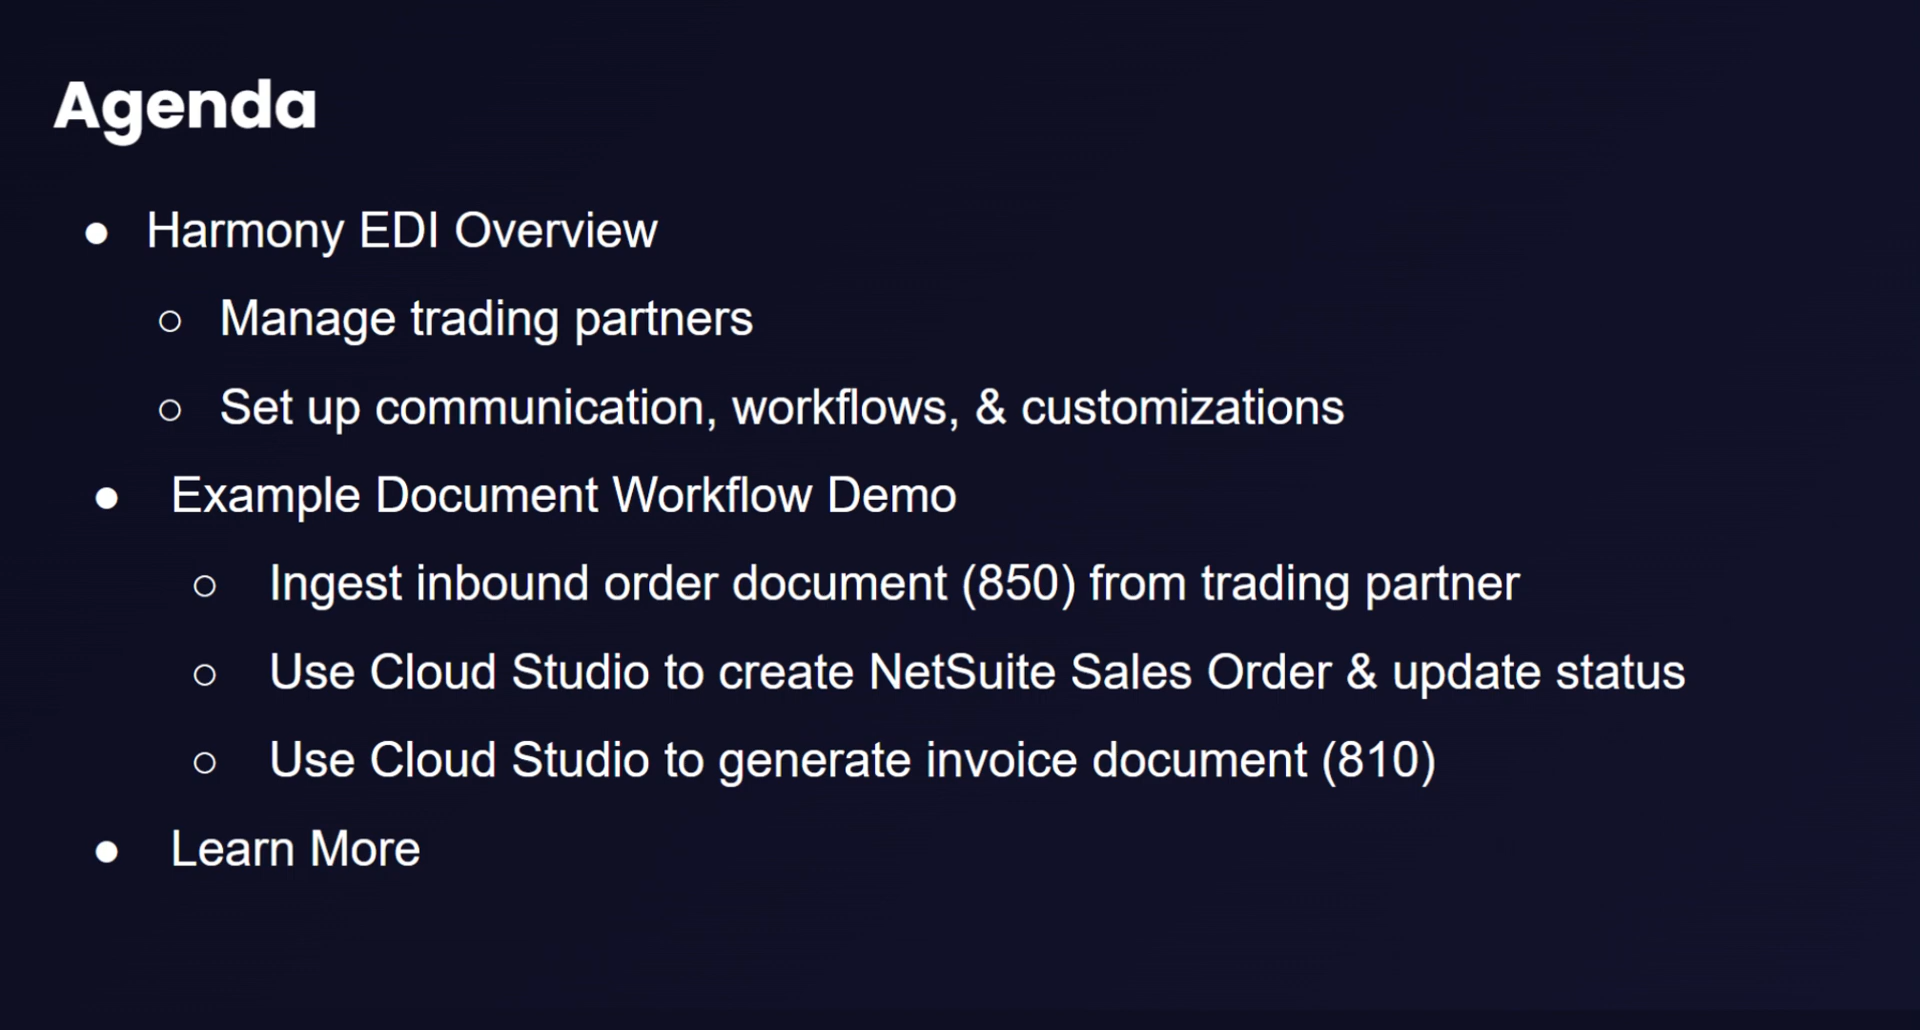 Agenda
● Harmony EDI Overview
○ Manage trading partners
○ Set up communication, workflows, & customizations
● Example Document Workflow Demo
○ Ingest inbound order document (850) from trading partner
○ Use Cloud Studio to create NetSuite Sales Order & update status
○ Use Cloud Studio to generate invoice document (810)
● Learn More